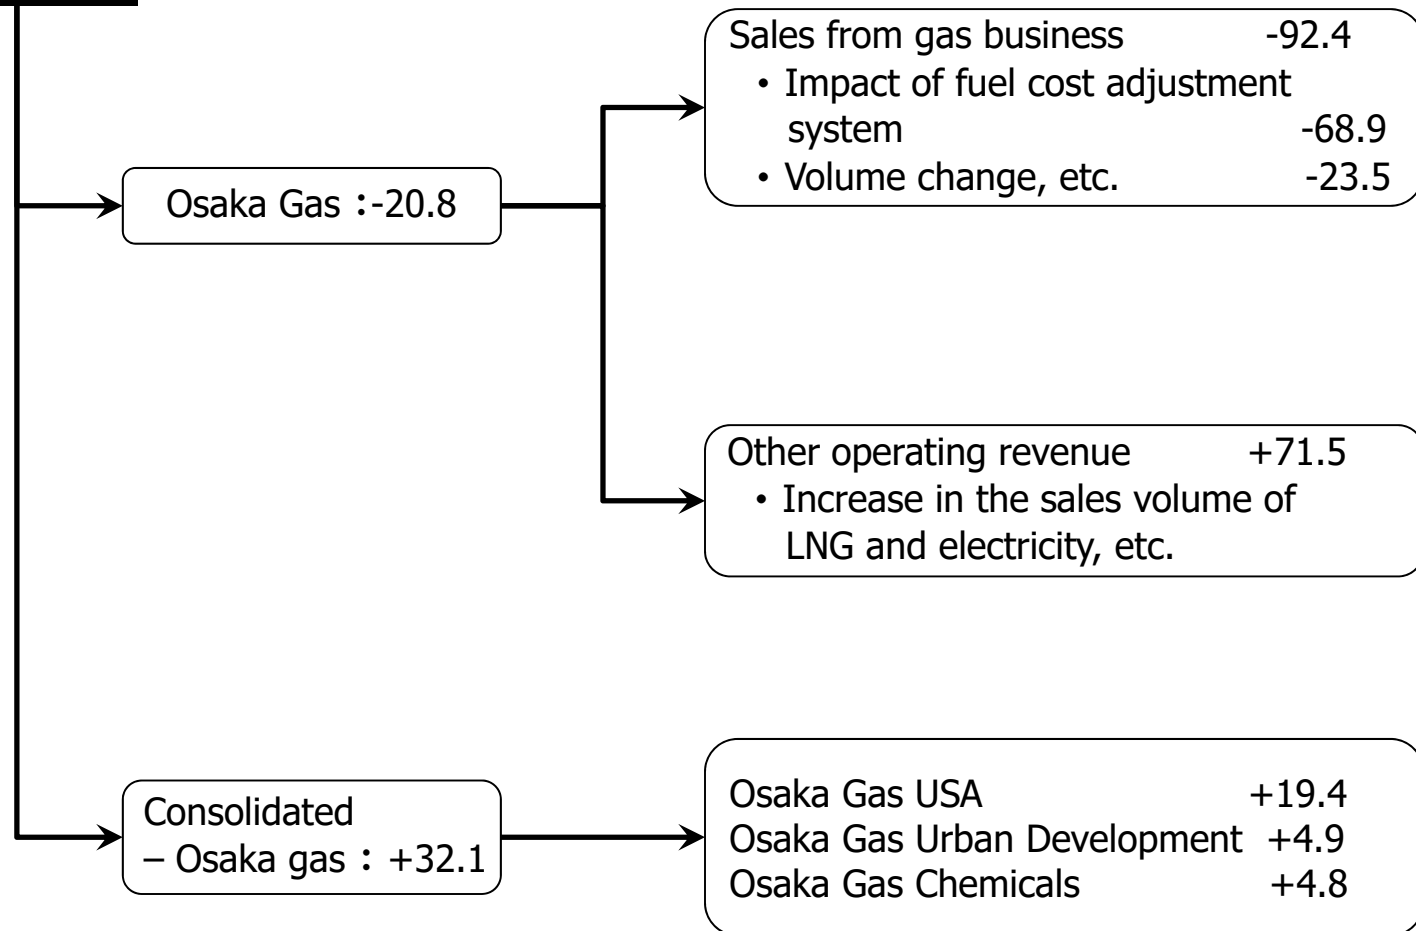 Sales from gas business -92.4
・Impact of fuel cost adjustment
system -68.9
・Volume change, etc. -23.5
Osaka Gas：-20.8
Other operating revenue +71.5
・Increase in the sales volume of
LNG and electricity, etc.
Consolidated
– Osaka gas：+32.1
Osaka Gas USA +19.4
Osaka Gas Urban Development +4.9
Osaka Gas Chemicals +4.8